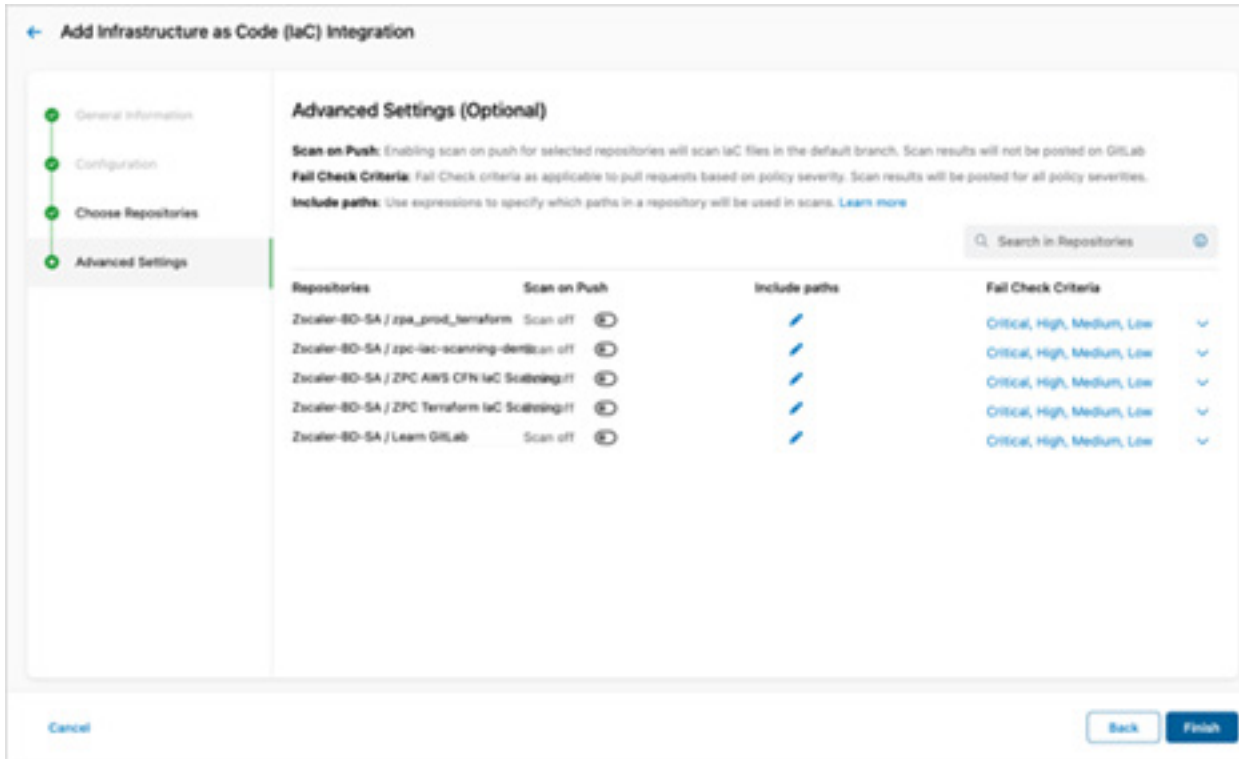 Add Infrastructure as Code (IaC) Integration
General Information
Configuration
Choose Repositories
Advanced Settings
Advanced Settings (Optional)
Scan on Push: Enabling scan on push for selected repositories will scan IaC files in the default branch. Scan results will not be posted on GitLab
Fail Check Criteria: Fail Check criteria as applicable to pull requests based on policy severity. Scan results will be posted for all policy severities.
Include paths: Use expressions to specify which paths in a repository will be used in scans. Learn more
Search in Repositories
Repositories Scan on Push Include paths Fail Check Criteria
Zscaler-BD-SA / zpa_prod_terraform Scan off Critical, High, Medium, Low
Zscaler-BD-SA / zpc-iac-scanning- off Critical, High, Medium, Low
Zscaler-BD-SA / ZPC AWS CFN IaC Critical, High, Medium, Low
Zscaler-BD-SA / ZPC Terraform IaC Critical, High, Medium, Low
Zscaler-BD-SA / Learn GitLab Scan off Critical, High, Medium, Low
Cancel
Back
Finish